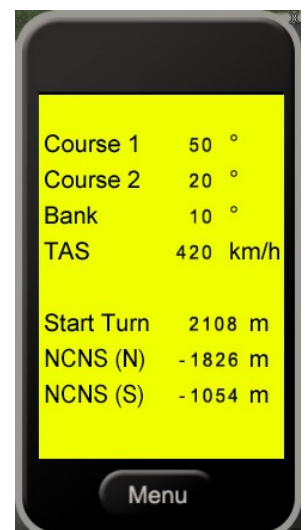 Course 1 50 °
Course 2 20 °
Bank 10 °
TAS 420 km/h
Start Turn 2108 m
NCNS (N) -1826 m
NCNS (S) -1054 m
Menu